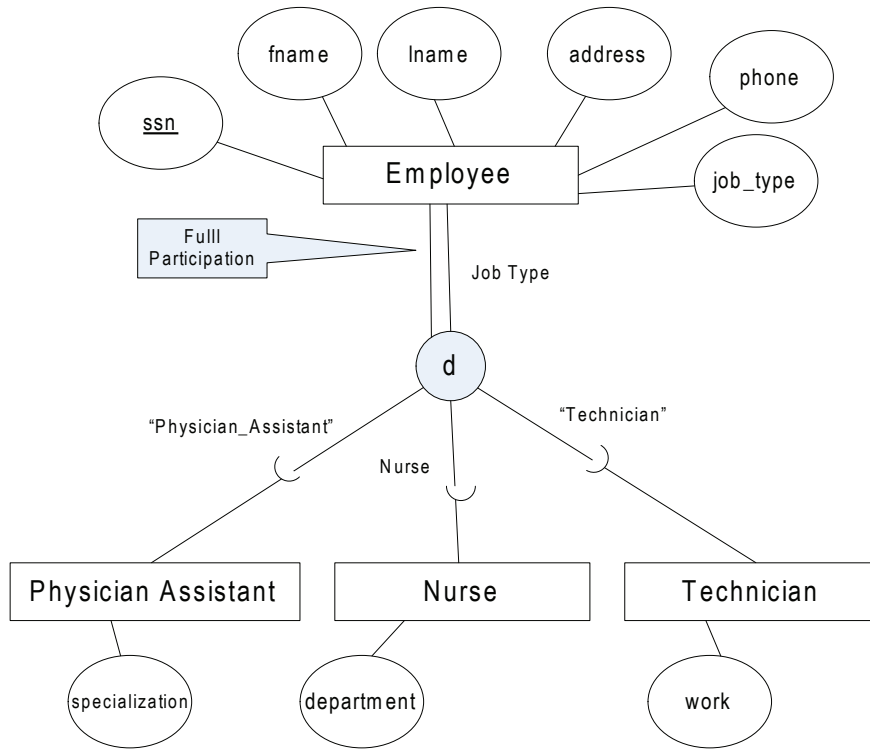 fname
lname
address
phone
ssn
Employee
job_type
Fulll
Participation
Job Type
d
“Physician_Assistant”
“Technician”
Nurse
Physician Assistant
Nurse
Technician
specialization
department
work